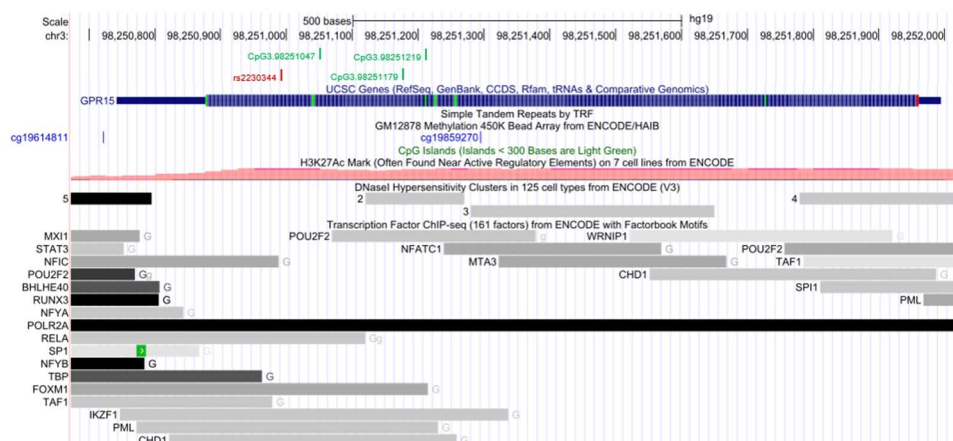 Scale 500 bases hg19
chr3: 98,250,800 98,250,900 98,251,000 98,251,100 98,251,200 98,251,300 98,251,400 98,251,500 98,251,600 98,251,700 98,251,800 98,251,900 98,252,000
CpG3.98251047 CpG3.98251219
rs2230344 CpG3.98251179
UCSC Genes (RefSeq, GenBank, CCDS, Rfam, tRNAs & Comparative Genomics)
GPR15
Simple Tandem Repeats by TRF
GM12878 Methylation 450K Bead Array from ENCODE/HAIB
cg19614811 cg19859270
CpG Islands (Islands < 300 Bases are Light Green)
H3K27Ac Mark (Often Found Near Active Regulatory Elements) on 7 cell lines from ENCODE
DNaseI Hypersensitivity Clusters in 125 cell types from ENCODE (V3)
5 2 4
3
Transcription Factor ChIP-seq (161 factors) from ENCODE with Factorbook Motifs
MXI1 G POU2F2 g WRNIP1 G
STAT3 G NFATC1 G POU2F2
NFIC G MTA3 G TAF1
POU2F2 Gg CHD1 G
BHLHE40 G SPI1
RUNX3 G PML
NFYA G
POLR2A
RELA Gg
SP1 G
NFYB G
TBP G
FOXM1 G
TAF1 G
IKZF1 G
PML G
CHD1 G